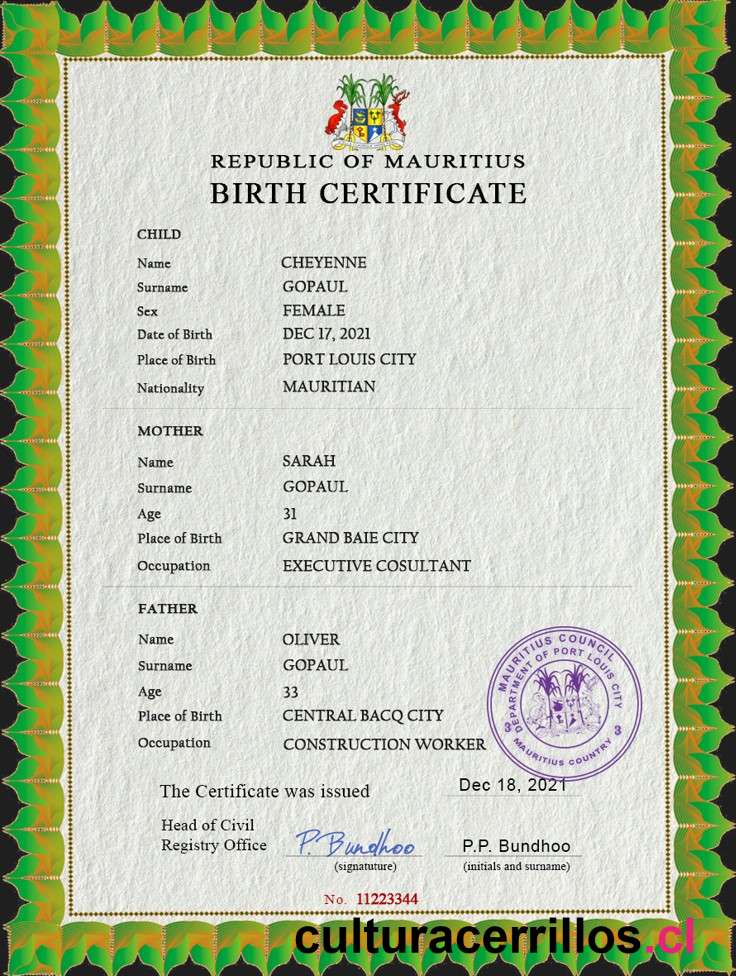 REPUBLIC OF MAURITIUS
BIRTH CERTIFICATE
CHILD
Name CHEYENNE
Surname GOPAUL
Sex FEMALE
Date of Birth DEC 17, 2021
Place of Birth PORT LOUIS CITY
Nationality MAURITIAN
MOTHER
Name SARAH
Surname GOPAUL
Age 31
Place of Birth GRAND BAIE CITY
Occupation EXECUTIVE COSULTANT
FATHER
Name OLIVER
Surname GOPAUL
Age 33
Place of Birth CENTRAL BACQ CITY
Occupation CONSTRUCTION WORKER
MAURITIUS COUNCIL
DEPARTMENT OF PORT LOUIS CITY
3 3
MAURITIUS COUNTRY
The Certificate was issued Dec 18, 2021
Head of Civil
Registry Office P. Bundhoo P.P. Bundhoo
(signatuture) (initials and surname)
No. 11223344
culturacerrillos.cl